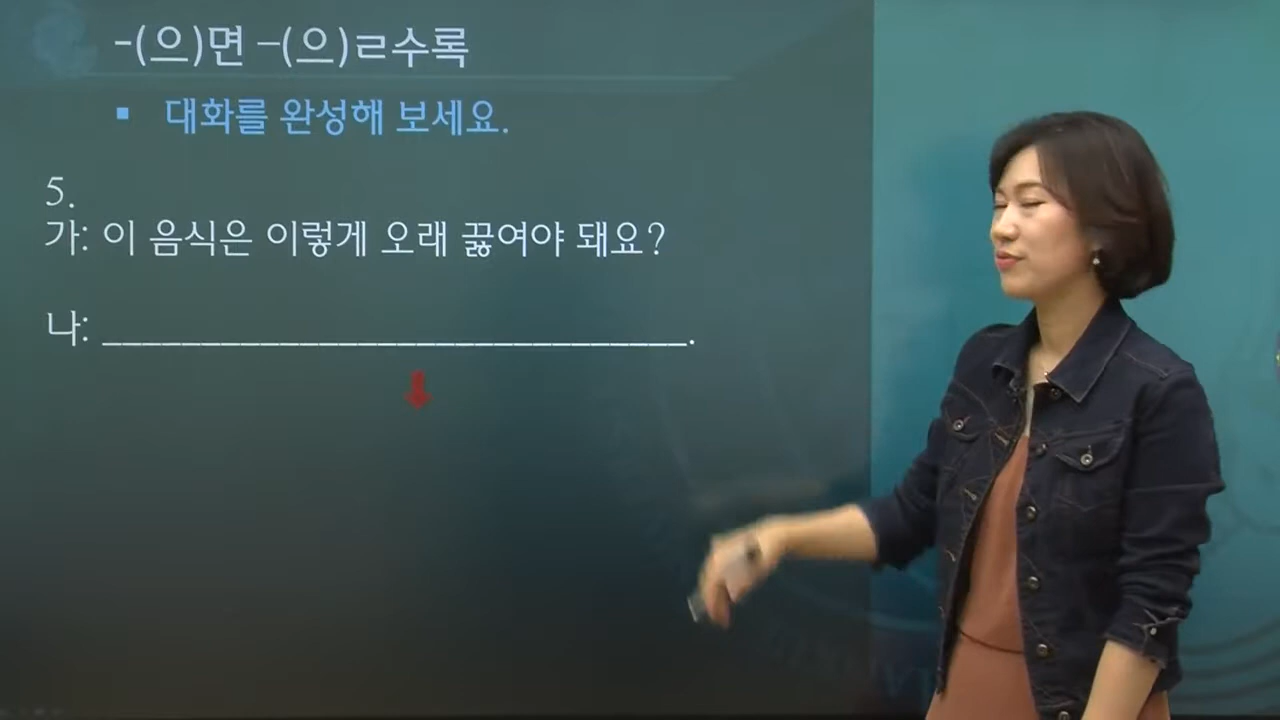 -(으)면 –(으)ㄹ수록
▪ 대화를 완성해 보세요.
5.
가: 이 음식은 이렇게 오래 끓여야 돼요?
나: ______________________________.